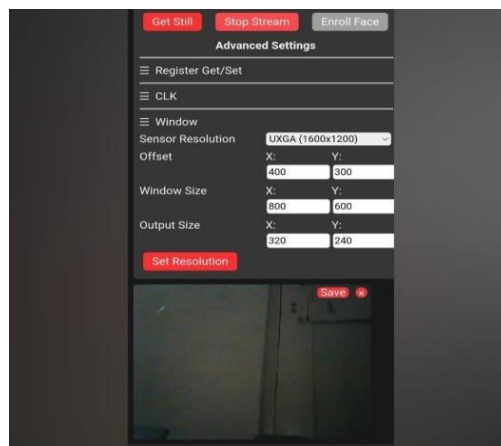 Get Still Stop Stream Enroll Face
Advanced Settings
☰ Register Get/Set
☰ CLK
☰ Window
Sensor Resolution UXGA (1600x1200)
Offset X: Y:
400 300
Window Size X: Y:
800 600
Output Size X: Y:
320 240
Set Resolution
Save ×